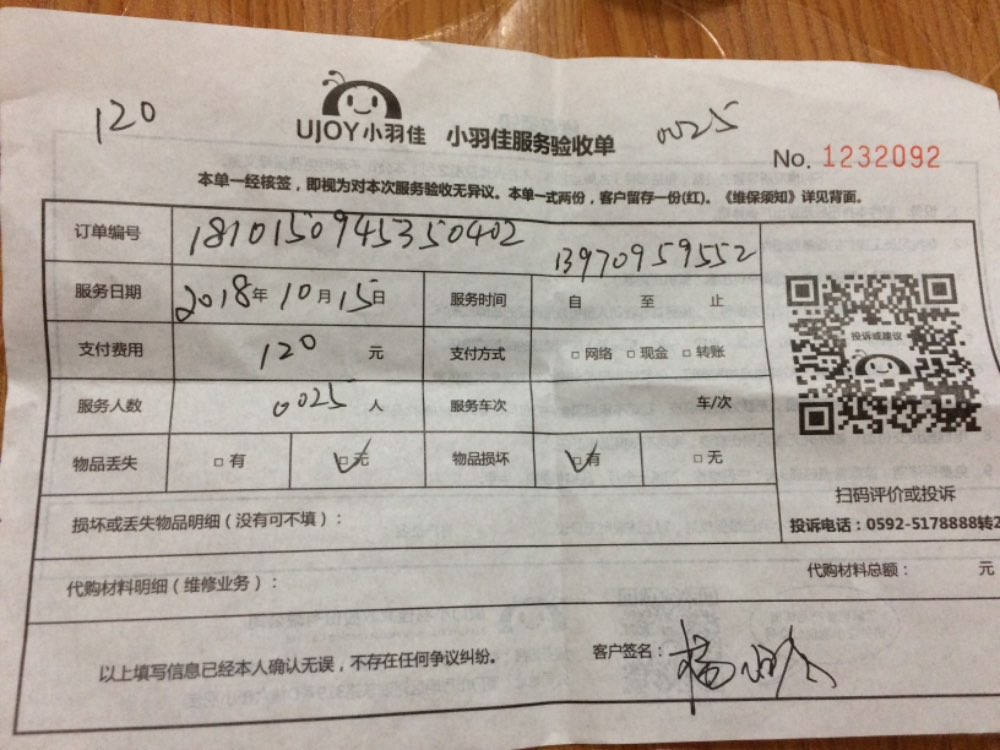 120
UJOY小羽佳 小羽佳服务验收单 0025
No. 1232092
本单一经核签，即视为对本次服务验收无异议。本单一式两份，客户留存一份(红)。《维保须知》详见背面。
订单编号 1810150945350402
13970959552
服务日期 2018年10月15日 服务时间 自 至 止
支付费用 120 元 支付方式 □网络 □现金 □转账
投诉或建议
服务人数 0025 人 服务车次 车/次
物品丢失 □有 ☑无 物品损坏 ☑有 □无
扫码评价或投诉
损坏或丢失物品明细（没有可不填）：
投诉电话：0592-5178888转2
代购材料明细（维修业务）： 代购材料总额： 元
以上填写信息已经本人确认无误，不存在任何争议纠纷。 客户签名：杨